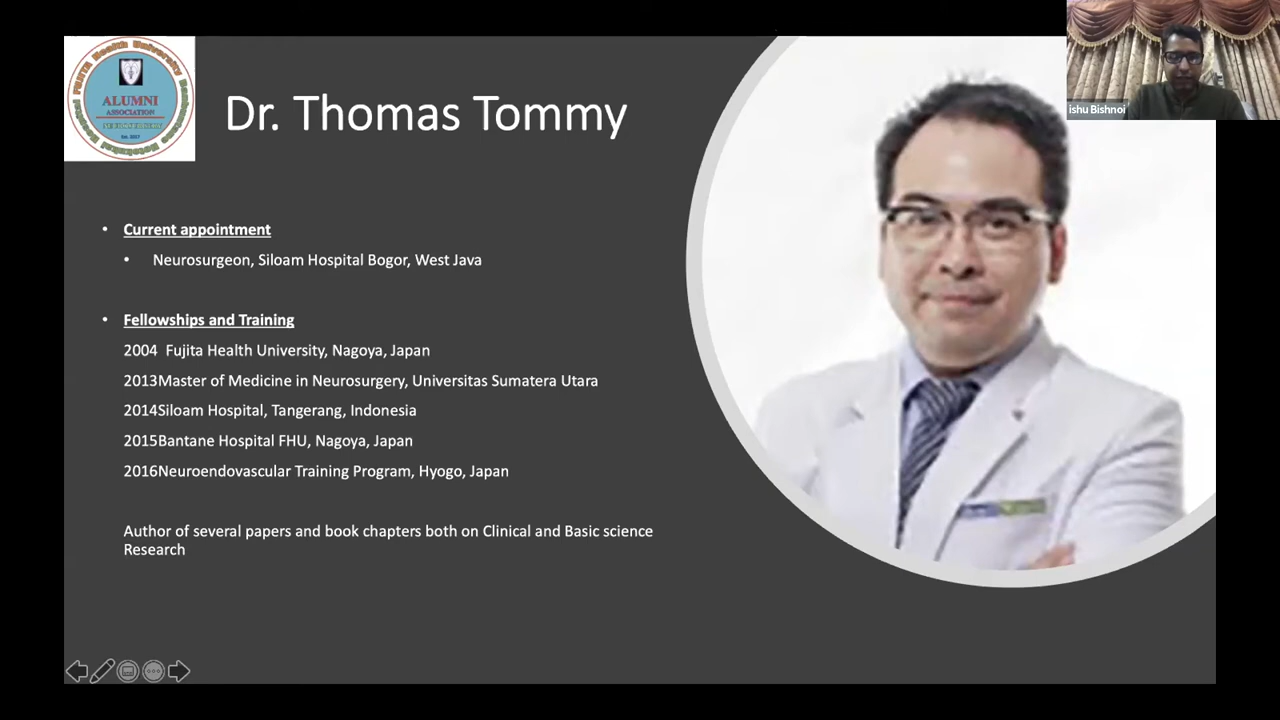 ALUMNI
ASSOCIATION
Dr. Thomas Tommy
ishu Bishnoi
• Current appointment
• Neurosurgeon, Siloam Hospital Bogor, West Java
• Fellowships and Training
2004 Fujita Health University, Nagoya, Japan
2013Master of Medicine in Neurosurgery, Universitas Sumatera Utara
2014Siloam Hospital, Tangerang, Indonesia
2015Bantane Hospital FHU, Nagoya, Japan
2016Neuroendovascular Training Program, Hyogo, Japan
Author of several papers and book chapters both on Clinical and Basic science
Research